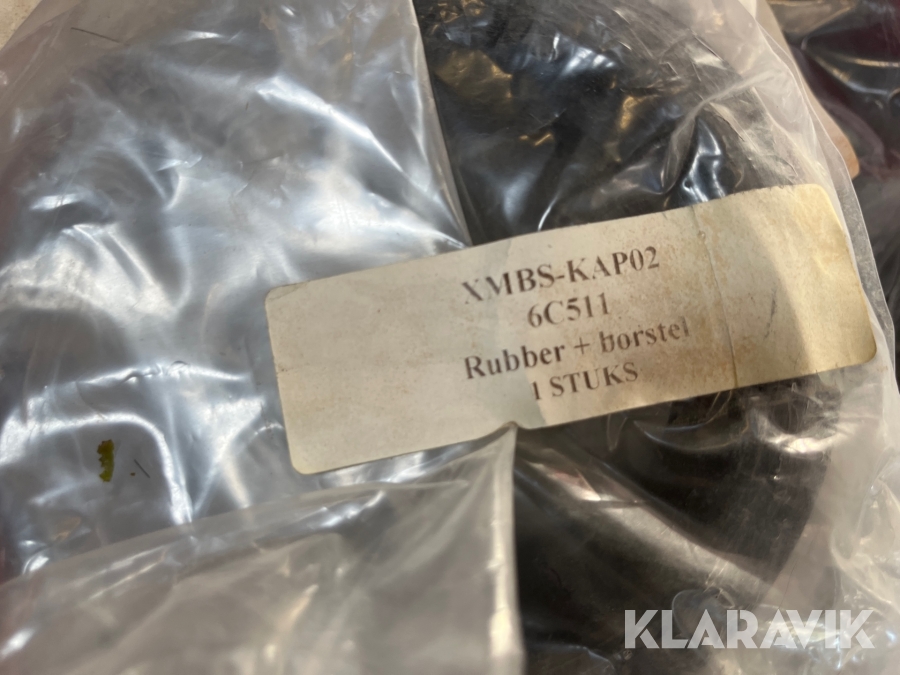 XMBS-KAP02
6C511
Rubber + borstel
1 STUKS
KLARAVIK